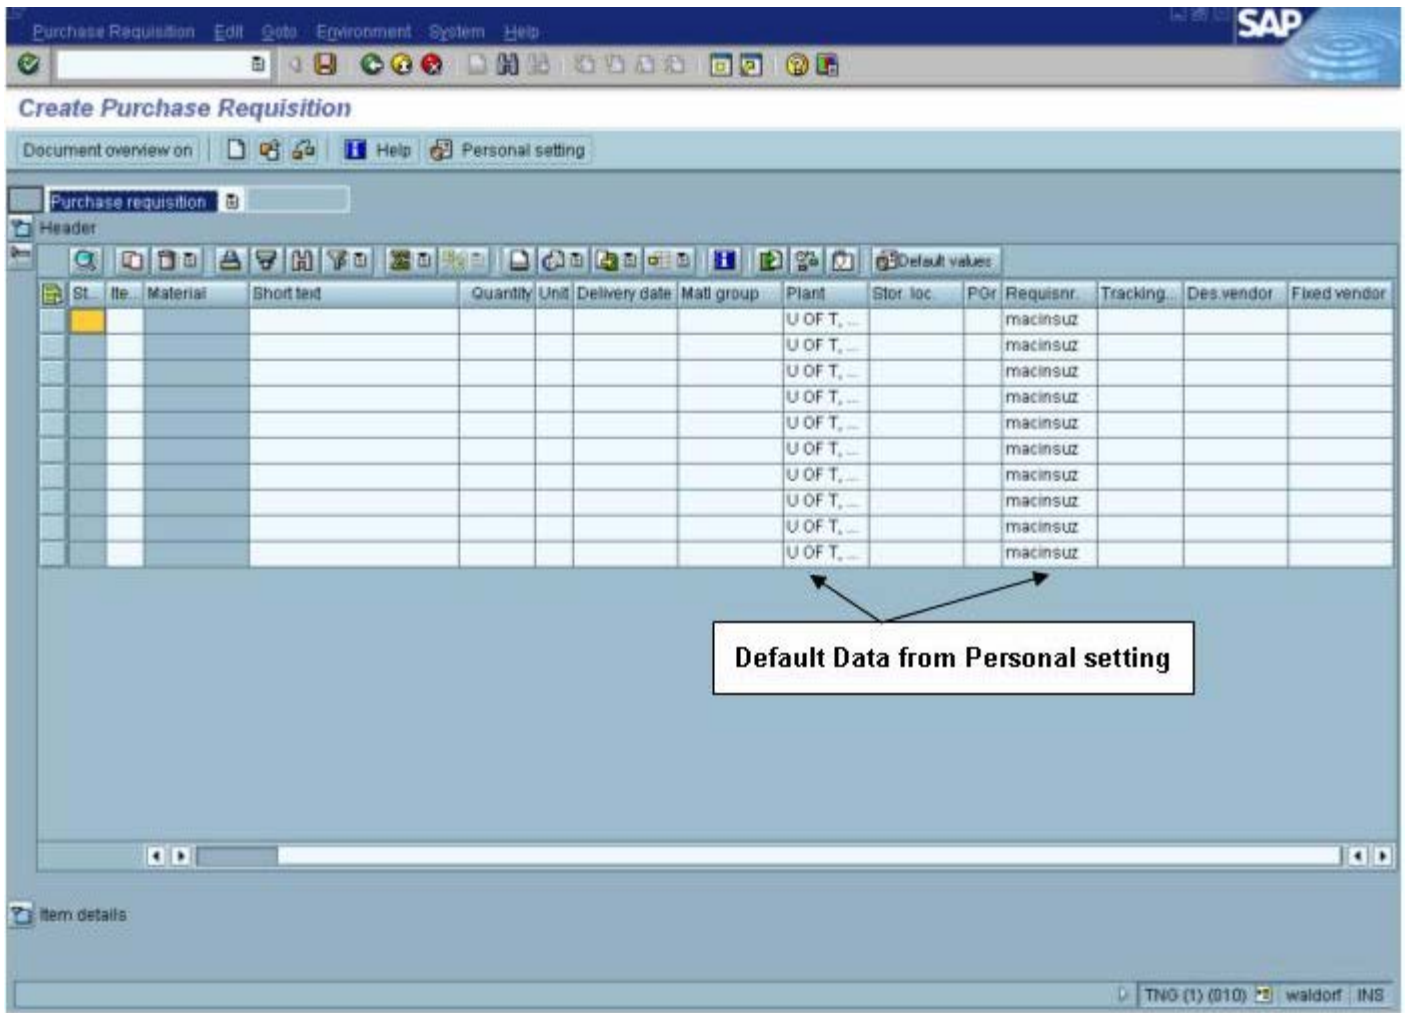 Purchase Requisition Edit Goto Environment System Help
SAP
Create Purchase Requisition
Document overview on Help Personal setting
Purchase requisition
Header
Default values
St... Ite... Material Short text Quantity Unit Delivery date Matl group Plant Stor. loc. PGr Requisnr. Tracking... Des.vendor Fixed vendor
U OF T, ... macinsuz
U OF T, ... macinsuz
U OF T, ... macinsuz
U OF T, ... macinsuz
U OF T, ... macinsuz
U OF T, ... macinsuz
U OF T, ... macinsuz
U OF T, ... macinsuz
U OF T, ... macinsuz
U OF T, ... macinsuz
Default Data from Personal setting
Item details
TNG (1) (010) waldorf INS